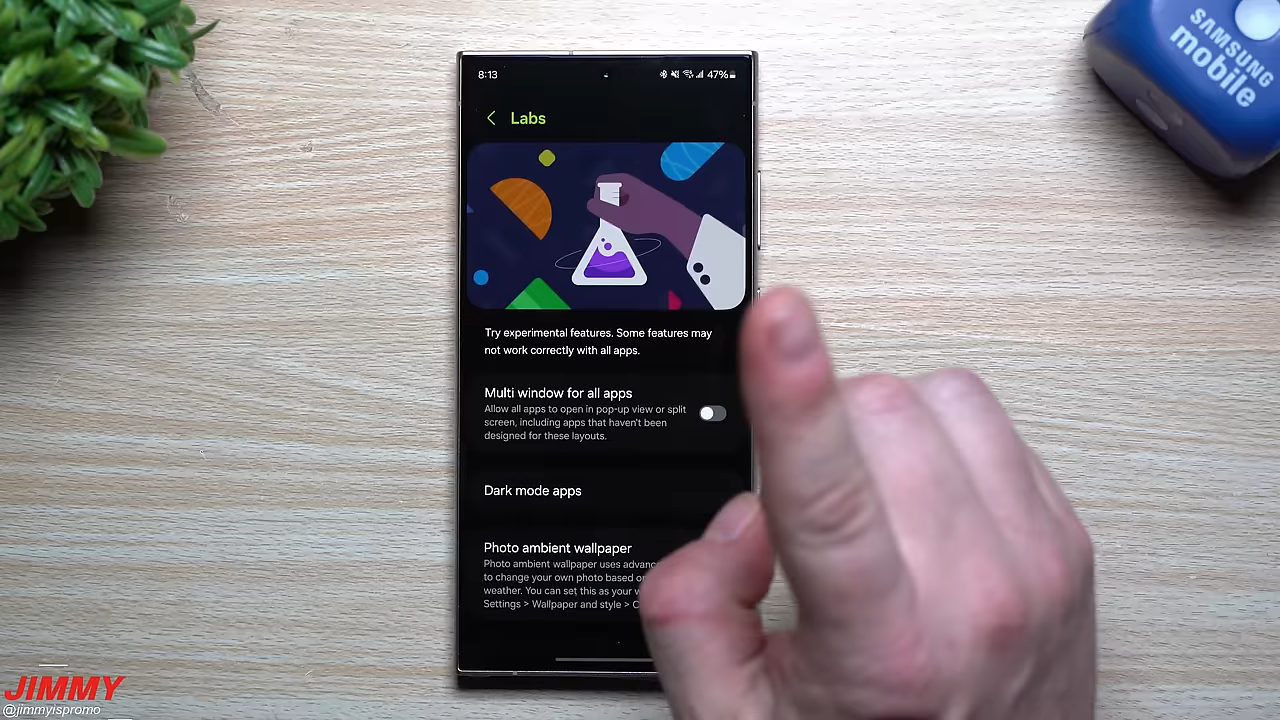 8:13
47%
Labs
Try experimental features. Some features may
not work correctly with all apps.
Multi window for all apps
Allow all apps to open in pop-up view or split
screen, including apps that haven't been
designed for these layouts.
Dark mode apps
Photo ambient wallpaper
Photo ambient wallpaper uses
to change your own photo based
weather. You can set this as your
Settings > Wallpaper and style >
SAMSUNG
mobile
JIMMY
@jimmyispromo